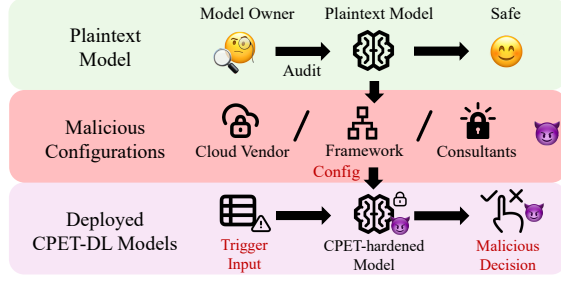 Model Owner
Plaintext Model
Safe
Plaintext
Model
Audit
Malicious
Configurations
Cloud Vendor
/
Framework
/
Consultants
Config
Deployed
CPET-DL Models
Trigger
Input
CPET-hardened
Model
Malicious
Decision